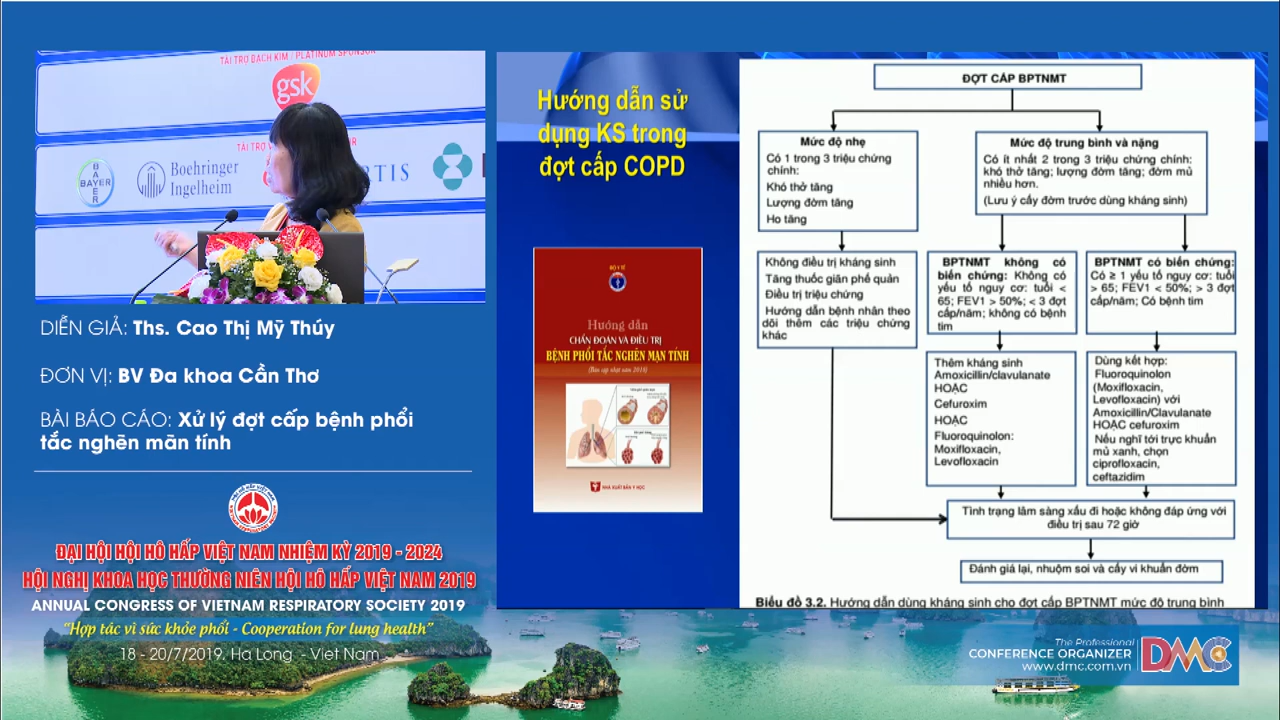 TÀI TRỢ BẠCH KIM / PLATINUM SPONSOR
gsk
TÀI TRỢ V
BAYER
BAYER
Boehringer
Ingelheim
RTIS
DIỄN GIẢ: Ths. Cao Thị Mỹ Thúy
ĐƠN VỊ: BV Đa khoa Cần Thơ
BÀI BÁO CÁO: Xử lý đợt cấp bệnh phổi
tắc nghẽn mãn tính
ĐẠI HỘI HỘI HÔ HẤP VIỆT NAM NHIỆM KỲ 2019 - 2024
HỘI NGHỊ KHOA HỌC THƯỜNG NIÊN HỘI HÔ HẤP VIỆT NAM 2019
ANNUAL CONGRESS OF VIETNAM RESPIRATORY SOCIETY 2019
“Hợp tác vì sức khỏe phổi - Cooperation for lung health”
18 - 20/7/2019, Ha Long - Viet Nam
Hướng dẫn sử
dụng KS trong
đợt cấp COPD
BỘ Y TẾ
Hướng dẫn
CHẨN ĐOÁN VÀ ĐIỀU TRỊ
BỆNH PHỔI TẮC NGHẼN MẠN TÍNH
(Bản cập nhật năm 2018)
NHÀ XUẤT BẢN Y HỌC
ĐỢT CẤP BPTNMT
Mức độ nhẹ
Có 1 trong 3 triệu chứng
chính:
Khó thở tăng
Lượng đờm tăng
Ho tăng
Mức độ trung bình và nặng
Có ít nhất 2 trong 3 triệu chứng chính:
khó thở tăng; lượng đờm tăng; đờm mủ
nhiều hơn.
(Lưu ý cấy đờm trước dùng kháng sinh)
Không điều trị kháng sinh
Tăng thuốc giãn phế quản
Điều trị triệu chứng
Hướng dẫn bệnh nhân theo
dõi thêm các triệu chứng
khác
BPTNMT không có
biến chứng: Không có
yếu tố nguy cơ: tuổi <
65; FEV1 > 50%; < 3 đợt
cấp/năm; không có bệnh
tim
BPTNMT có biến chứng:
Có ≥ 1 yếu tố nguy cơ: tuổi
> 65; FEV1 < 50%; > 3 đợt
cấp/năm; Có bệnh tim
Thêm kháng sinh
Amoxicillin/clavulanate
HOẶC
Cefuroxim
HOẶC
Fluoroquinolon:
Moxifloxacin,
Levofloxacin
Dùng kết hợp:
Fluoroquinolon
(Moxifloxacin,
Levofloxacin) với
Amoxicillin/Clavulanate
HOẶC cefuroxim
Nếu nghĩ tới trực khuẩn
mủ xanh, chọn
ciprofloxacin,
ceftazidim
Tình trạng lâm sàng xấu đi hoặc không đáp ứng với
điều trị sau 72 giờ
Đánh giá lại, nhuộm soi và cấy vi khuẩn đờm
Biểu đồ 3.2. Hướng dẫn dùng kháng sinh cho đợt cấp BPTNMT mức độ trung bình
The Professional
CONFERENCE ORGANIZER
www.dmc.com.vn
DMC